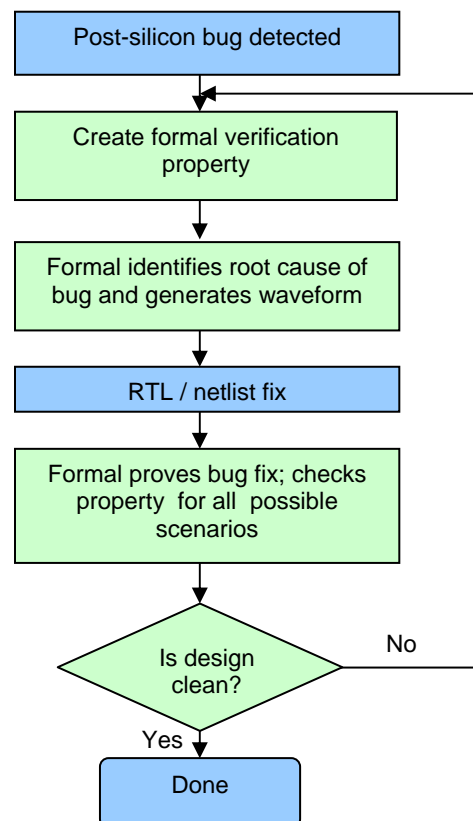 Post-silicon bug detected
Create formal verification
property
Formal identifies root cause of
bug and generates waveform
RTL / netlist fix
Formal proves bug fix; checks
property for all possible
scenarios
Is design
clean?
No
Yes
Done